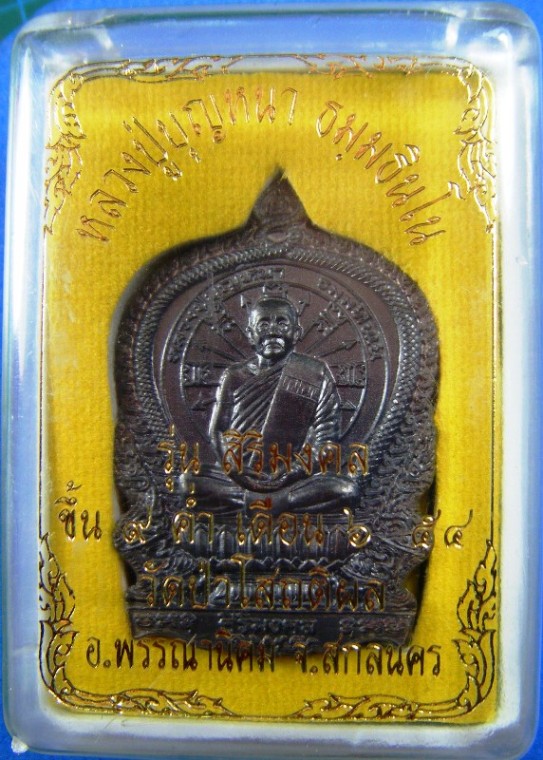 หลวงปู่บุญหนา ธมฺมธินฺโน
รุ่น สิริมงคล
ขึ้น ๙ ค่ำ เดือน ๖ ๕๔
วัดป่าโสตถิผล
อ.พรรณานิคม จ.สกลนคร